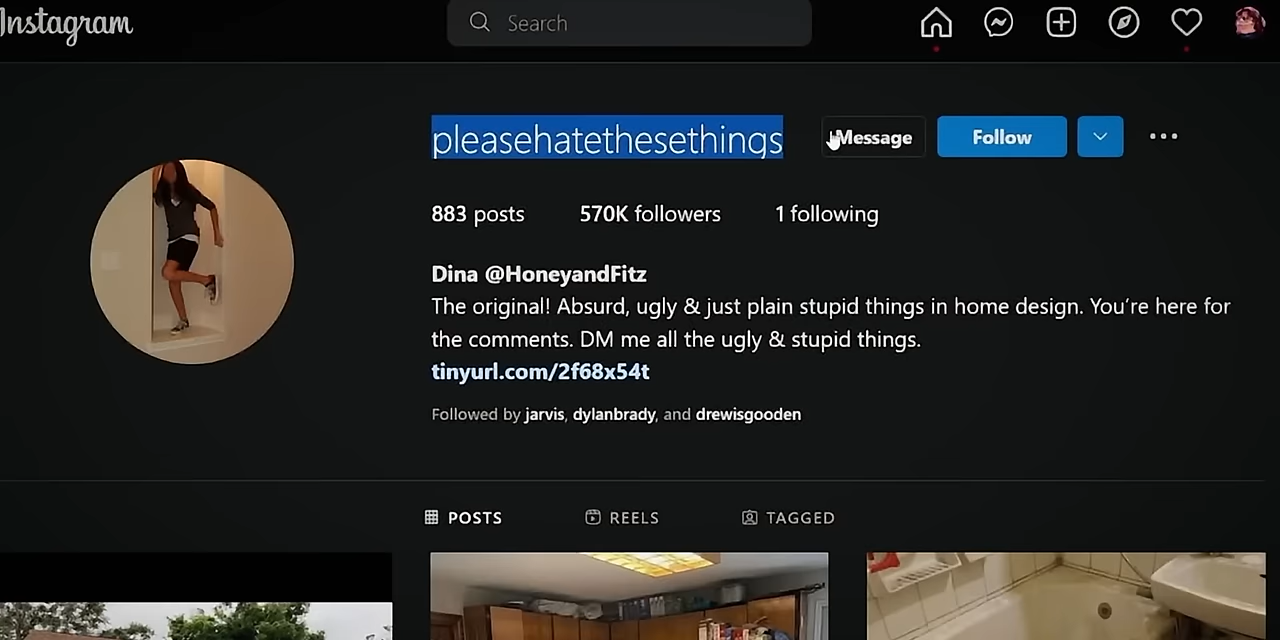 Instagram
Search
pleasehatethesethings
Message
Follow
883 posts
570K followers
1 following
Dina @HoneyandFitz
The original! Absurd, ugly & just plain stupid things in home design. You’re here for
the comments. DM me all the ugly & stupid things.
tinyurl.com/2f68x54t
Followed by jarvis, dylanbrady, and drewisgooden
POSTS
REELS
TAGGED